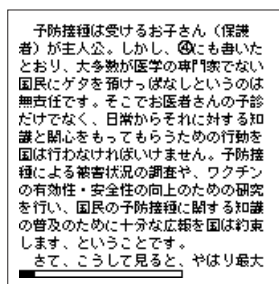 予防接種は受けるお子さん（保護
者）が主人公。しかし、④にも書いた
とおり、大多数が医学の専門家でない
国民にゲタを預けっぱなしというのは
無責任です。そこでお医者さんの予診
だけでなく、日常からそれに対する知
識と関心をもってもらうための行動を
国は行わなければいけません。予防接
種による被害状況の調査や、ワクチン
の有効性・安全性の向上のための研究
を行い、国民の予防接種に関する知識
の普及のために十分な広報を国は約束
します、ということです。
さて、こうして見ると、やはり最大